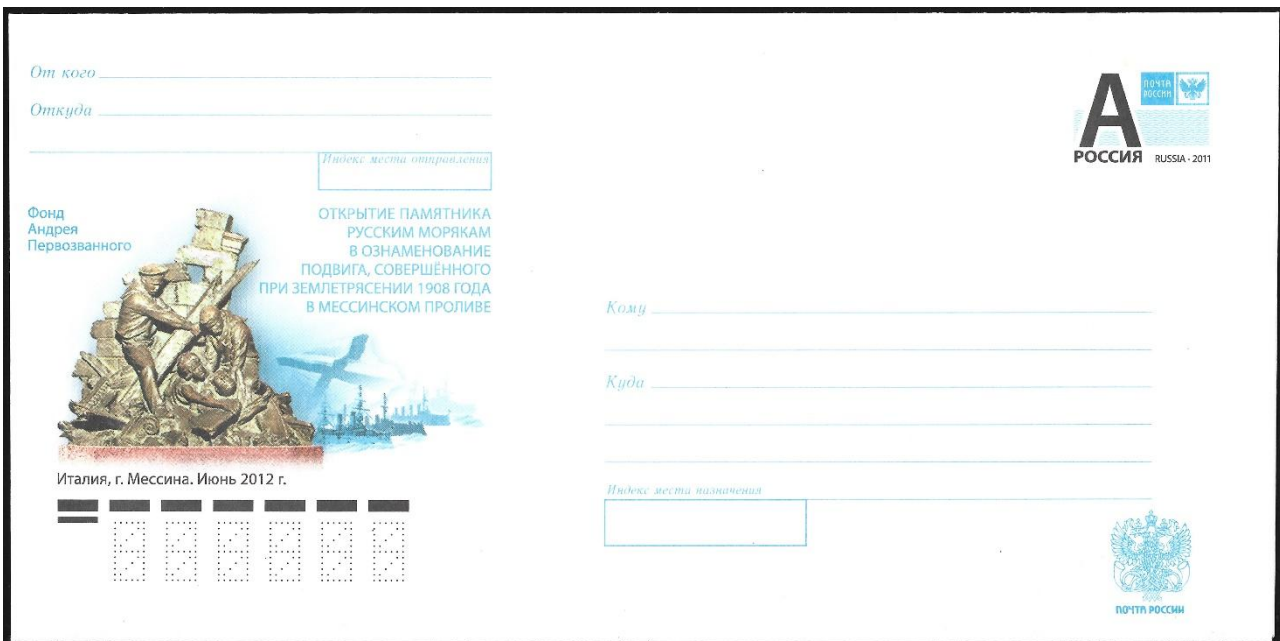 От кого
Откуда
Индекс места отправления
Фонд
Андрея
Первозванного
ОТКРЫТИЕ ПАМЯТНИКА
РУССКИМ МОРЯКАМ
В ОЗНАМЕНОВАНИЕ
ПОДВИГА, СОВЕРШЁННОГО
ПРИ ЗЕМЛЕТРЯСЕНИИ 1908 ГОДА
В МЕССИНСКОМ ПРОЛИВЕ
Италия, г. Мессина. Июнь 2012 г.
А
ПОЧТА
РОССИИ
РОССИЯ RUSSIA - 2011
Кому
Куда
Индекс места назначения
ПОЧТА РОССИИ